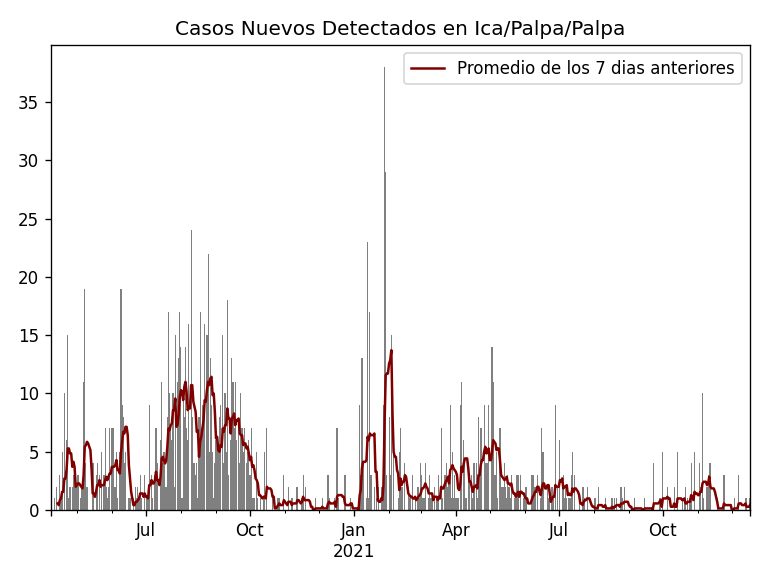 Casos Nuevos Detectados en Ica/Palpa/Palpa
Promedio de los 7 dias anteriores
35
30
25
20
15
10
5
0
Jul
Oct
Jan
2021
Apr
Jul
Oct